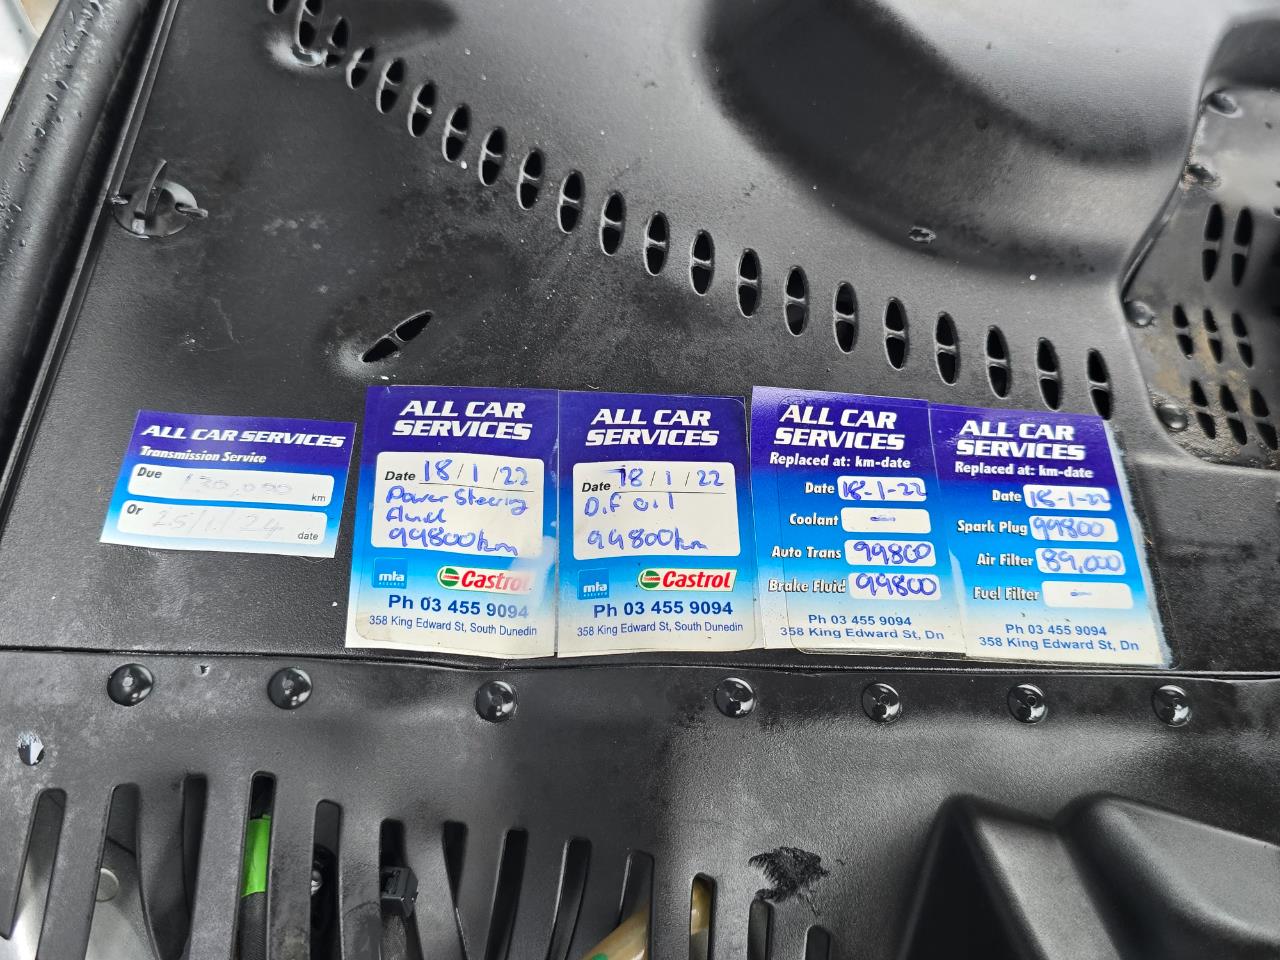 ALL CAR SERVICES
Transmission Service
Due 130,000 km
Or 25/1/24 date
ALL CAR
SERVICES
Date 18/1/22
Power Steering
fluid
99800km
mta
ASSURED
Castrol
Ph 03 455 9094
358 King Edward St, South Dunedin
ALL CAR
SERVICES
Date 18/1/22
D.f oil
99800km
mta
ASSURED
Castrol
Ph 03 455 9094
358 King Edward St, South Dunedin
ALL CAR
SERVICES
Replaced at: km-date
Date 18-1-22
Coolant -
Auto Trans 99800
Brake Fluid 99800
Ph 03 455 9094
358 King Edward St, Dn
ALL CAR
SERVICES
Replaced at: km-date
Date 18-1-22
Spark Plug 99800
Air Filter 89,000
Fuel Filter -
Ph 03 455 9094
358 King Edward St, Dn